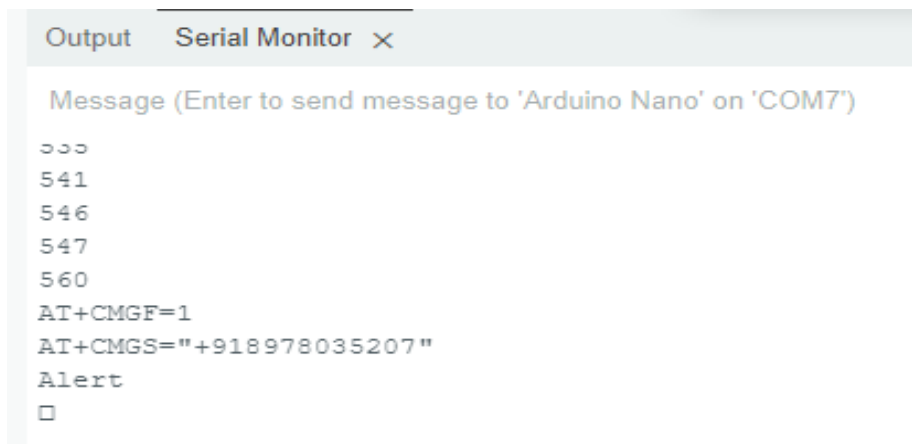 Output Serial Monitor ×
Message (Enter to send message to 'Arduino Nano' on 'COM7')
541
546
547
560
AT+CMGF=1
AT+CMGS="+918978035207"
Alert
□